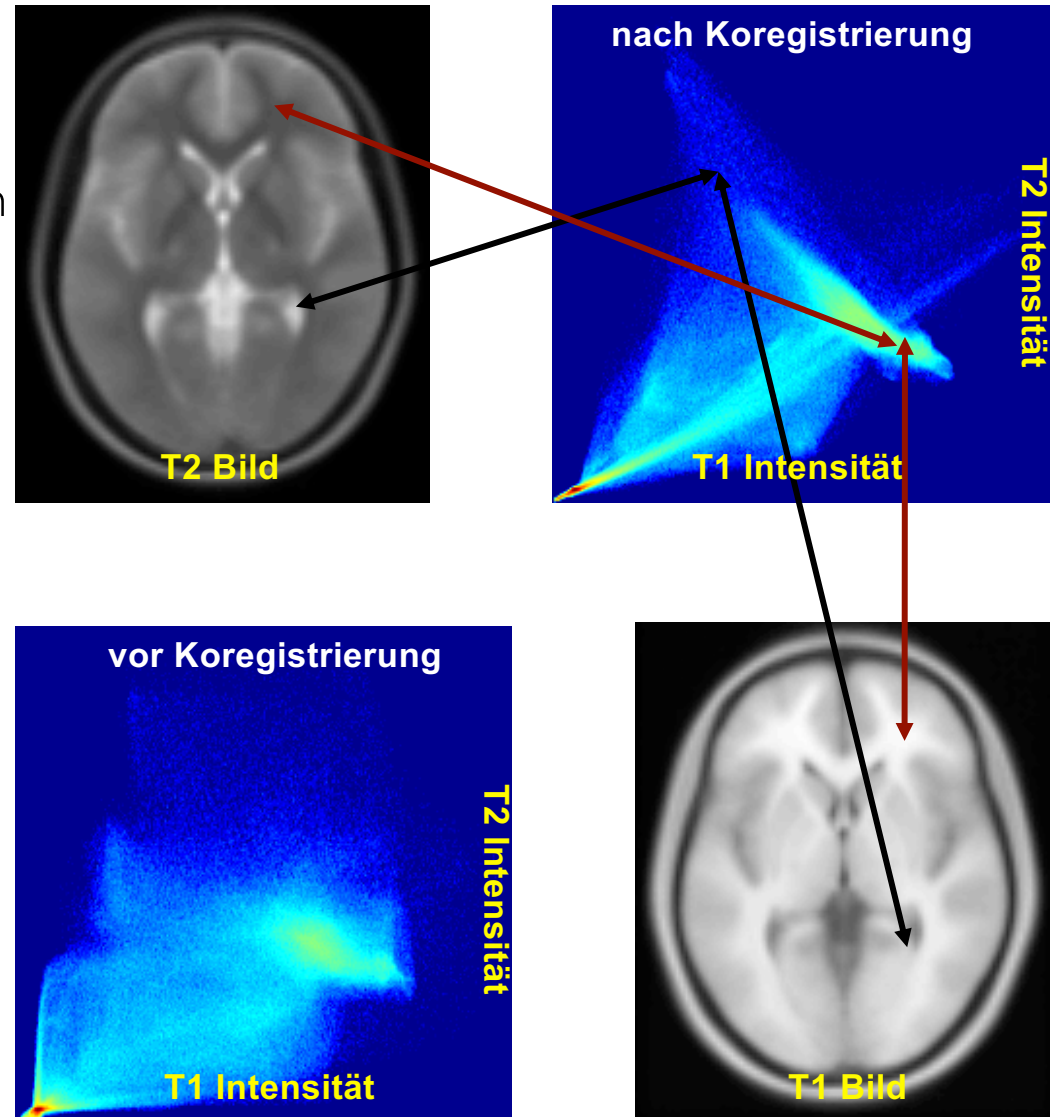 nach Koregistrierung
n
T2 Intensität
T2 Bild
T1 Intensität
vor Koregistrierung
T2 Intensität
T1 Intensität
T1 Bild